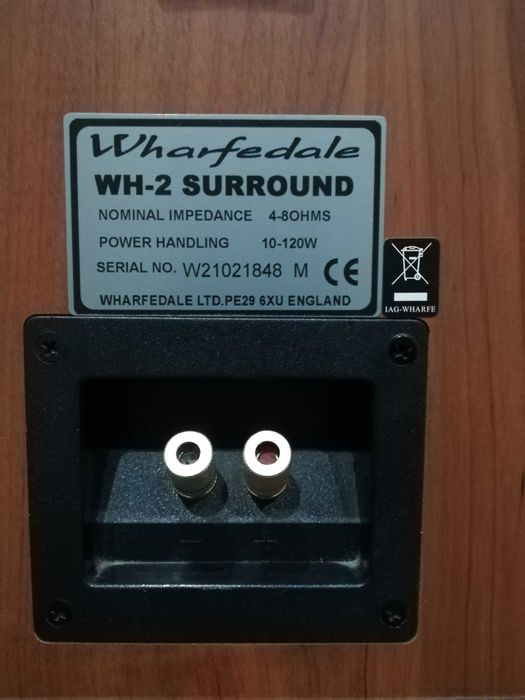 Wharfedale
WH-2 SURROUND
NOMINAL IMPEDANCE 4-8OHMS
POWER HANDLING 10-120W
SERIAL NO. W21021848 M CE
WHARFEDALE LTD.PE29 6XU ENGLAND
IAG-WHARFE